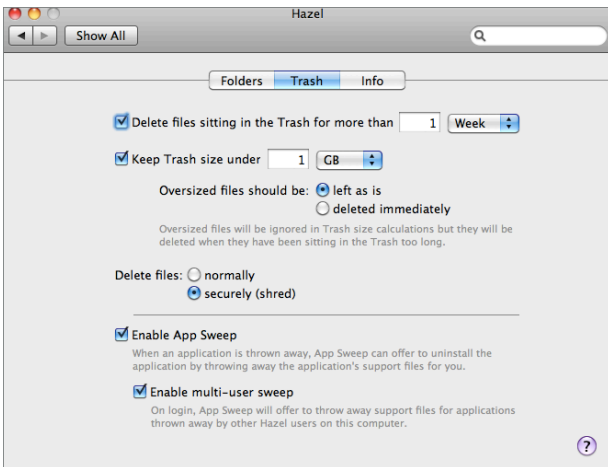 Hazel
Show All
Folders Trash Info
Delete files sitting in the Trash for more than 1 Week
Keep Trash size under 1 GB
Oversized files should be: left as is
deleted immediately
Oversized files will be ignored in Trash size calculations but they will be
deleted when they have been sitting in the Trash too long.
Delete files: normally
securely (shred)
Enable App Sweep
When an application is thrown away, App Sweep can offer to uninstall the
application by throwing away the application's support files for you.
Enable multi-user sweep
On login, App Sweep will offer to throw away support files for applications
thrown away by other Hazel users on this computer.
?